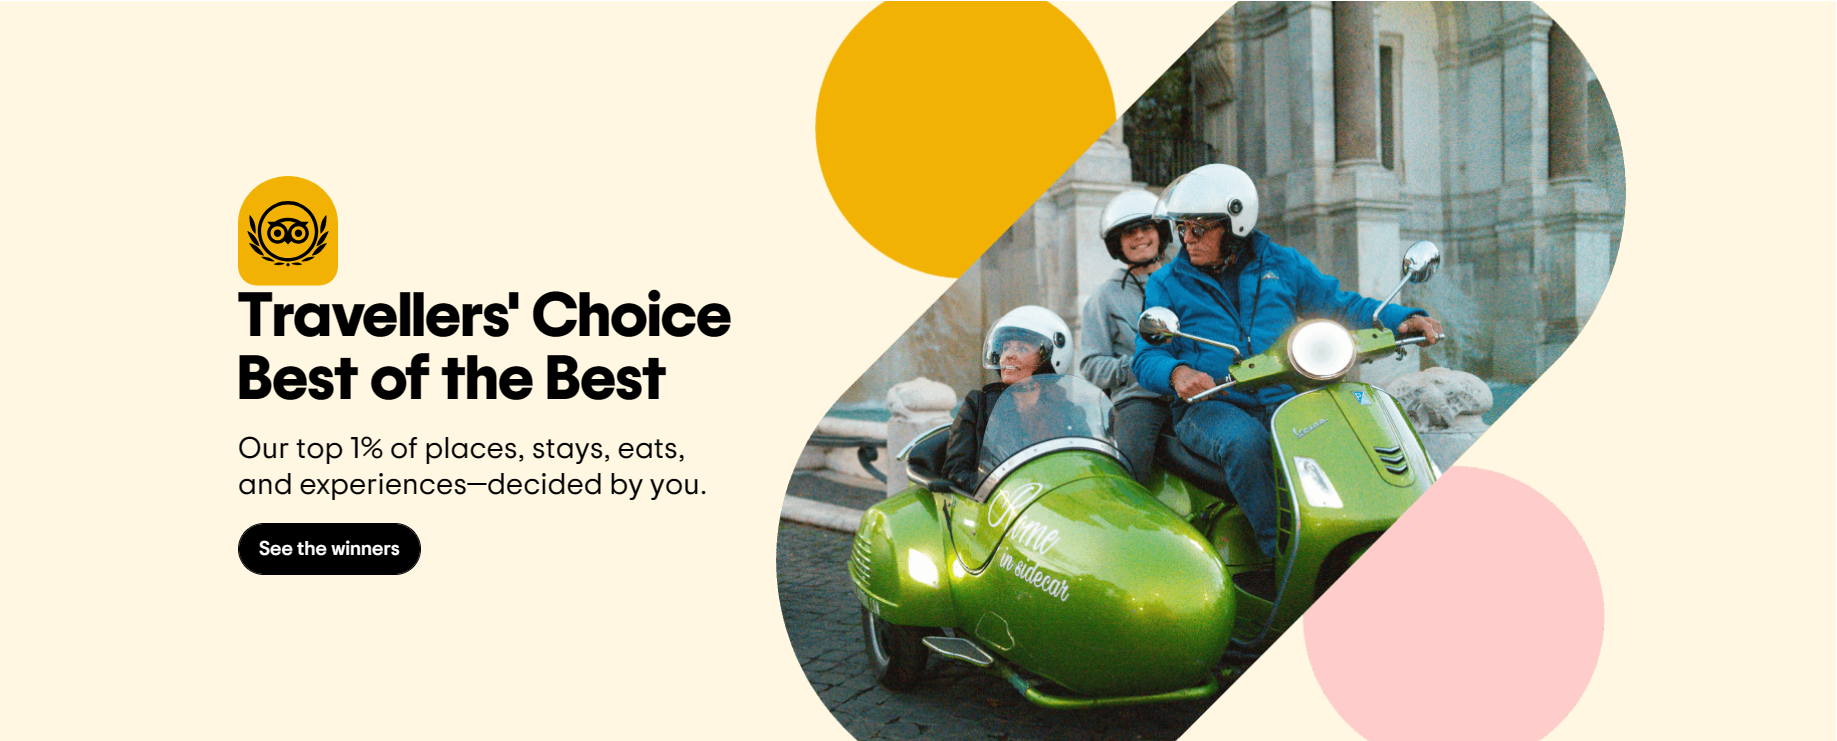 Travellers' Choice
Best of the Best
Our top 1% of places, stays, eats,
and experiences—decided by you.
See the winners
Rome
in sidecar
Vespa